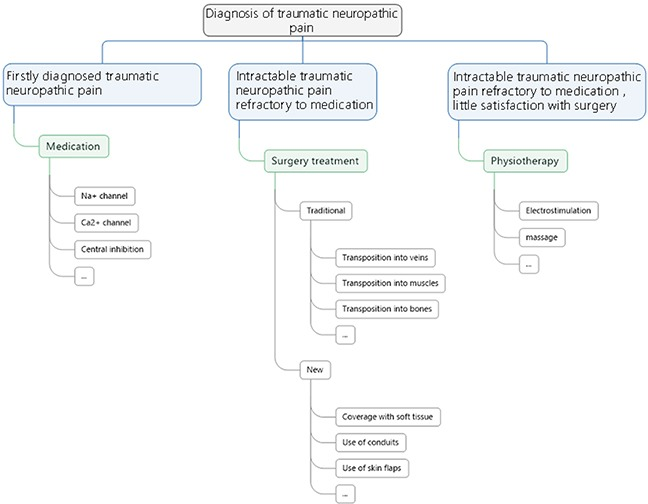 Diagnosis of traumatic neuropathic
pain
Firstly diagnosed traumatic
neuropathic pain
Medication
Na+ channel
Ca2+ channel
Central inhibition
...
Intractable traumatic
neuropathic pain
refractory to medication
Surgery treatment
Traditional
Transposition into veins
Transposition into muscles
Transposition into bones
...
New
Coverage with soft tissue
Use of conduits
Use of skin flaps
...
Intractable traumatic neuropathic
pain refractory to medication ,
little satisfaction with surgery
Physiotherapy
Electrostimulation
massage
...